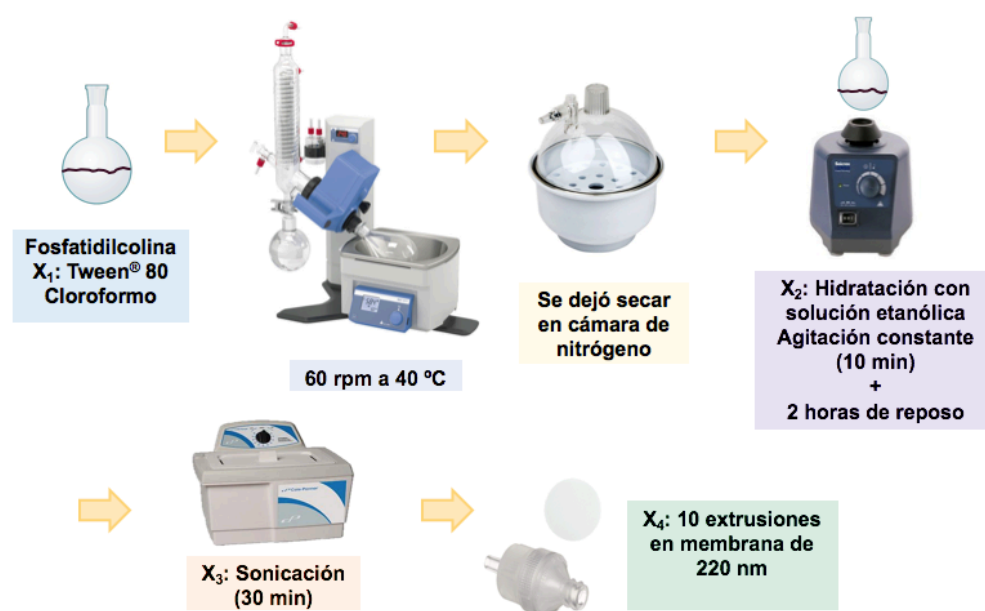 Fosfatidilcolina
X₁: Tween® 80
Cloroformo
60 rpm a 40 ºC
Se dejó secar
en cámara de
nitrógeno
X₂: Hidratación con
solución etanólica
Agitación constante
(10 min)
+
2 horas de reposo
X₃: Sonicación
(30 min)
X₄: 10 extrusiones
en membrana de
220 nm